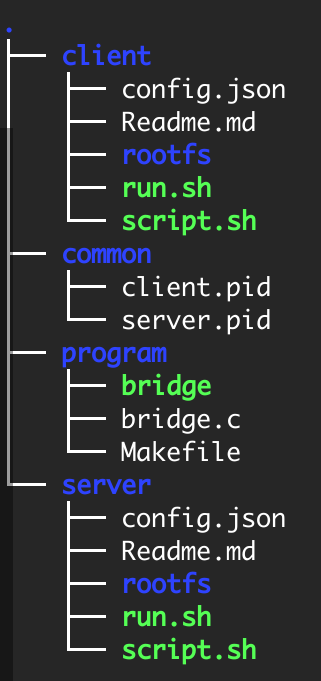 .
├── client
│   ├── config.json
│   ├── Readme.md
│   ├── rootfs
│   ├── run.sh
│   └── script.sh
├── common
│   ├── client.pid
│   └── server.pid
├── program
│   ├── bridge
│   ├── bridge.c
│   └── Makefile
└── server
    ├── config.json
    ├── Readme.md
    ├── rootfs
    ├── run.sh
    └── script.sh